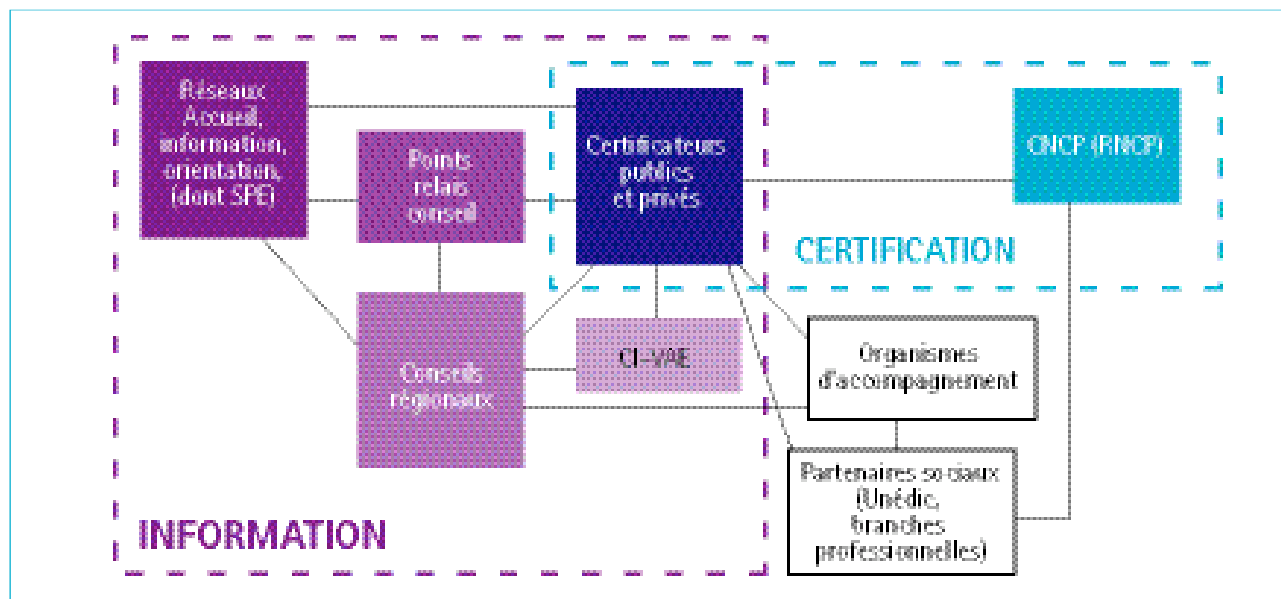 Réseaux
Accueil,
information,
orientation,
(dont SPE)
Points
relais
conseil
Certificateurs
publics
et privés
CNCP (RNCP)
CERTIFICATION
Conseils
régionaux
CI-VAE
Organismes
d'accompagnement
Partenaires sociaux
(Unédic,
branches
professionnelles)
INFORMATION